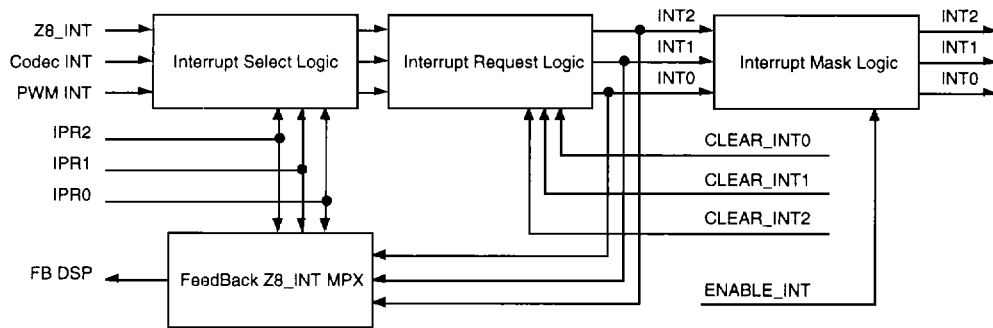 Z8_INT
Codec INT
PWM INT
Interrupt Select Logic
Interrupt Request Logic
INT2
INT1
INT0
Interrupt Mask Logic
INT2
INT1
INT0
IPR2
IPR1
IPR0
CLEAR_INT0
CLEAR_INT1
CLEAR_INT2
FB DSP
FeedBack Z8_INT MPX
ENABLE_INT